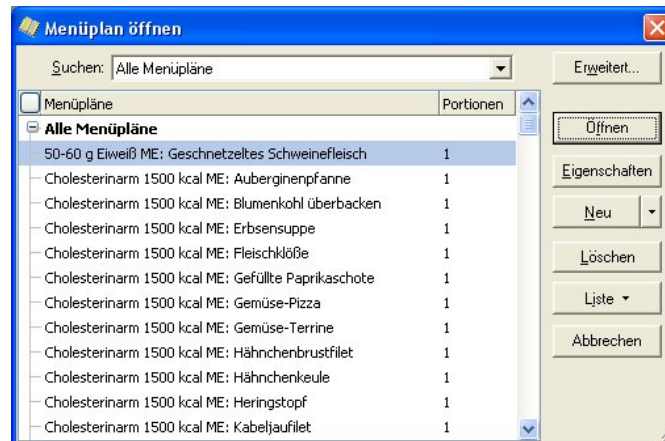 Menüplan öffnen
Suchen: Alle Menüpläne
Erweitert...
Menüpläne Portionen
Alle Menüpläne
50-60 g Eiweiß ME: Geschnetzeltes Schweinefleisch 1
Cholesterinarm 1500 kcal ME: Auberginenpfanne 1
Cholesterinarm 1500 kcal ME: Blumenkohl überbacken 1
Cholesterinarm 1500 kcal ME: Erbsensuppe 1
Cholesterinarm 1500 kcal ME: Fleischklöße 1
Cholesterinarm 1500 kcal ME: Gefüllte Paprikaschote 1
Cholesterinarm 1500 kcal ME: Gemüse-Pizza 1
Cholesterinarm 1500 kcal ME: Gemüse-Terrine 1
Cholesterinarm 1500 kcal ME: Hähnchenbrustfilet 1
Cholesterinarm 1500 kcal ME: Hähnchenkeule 1
Cholesterinarm 1500 kcal ME: Heringstopf 1
Cholesterinarm 1500 kcal ME: Kabeljaufilet 1
Öffnen
Eigenschaften
Neu
Löschen
Liste
Abbrechen